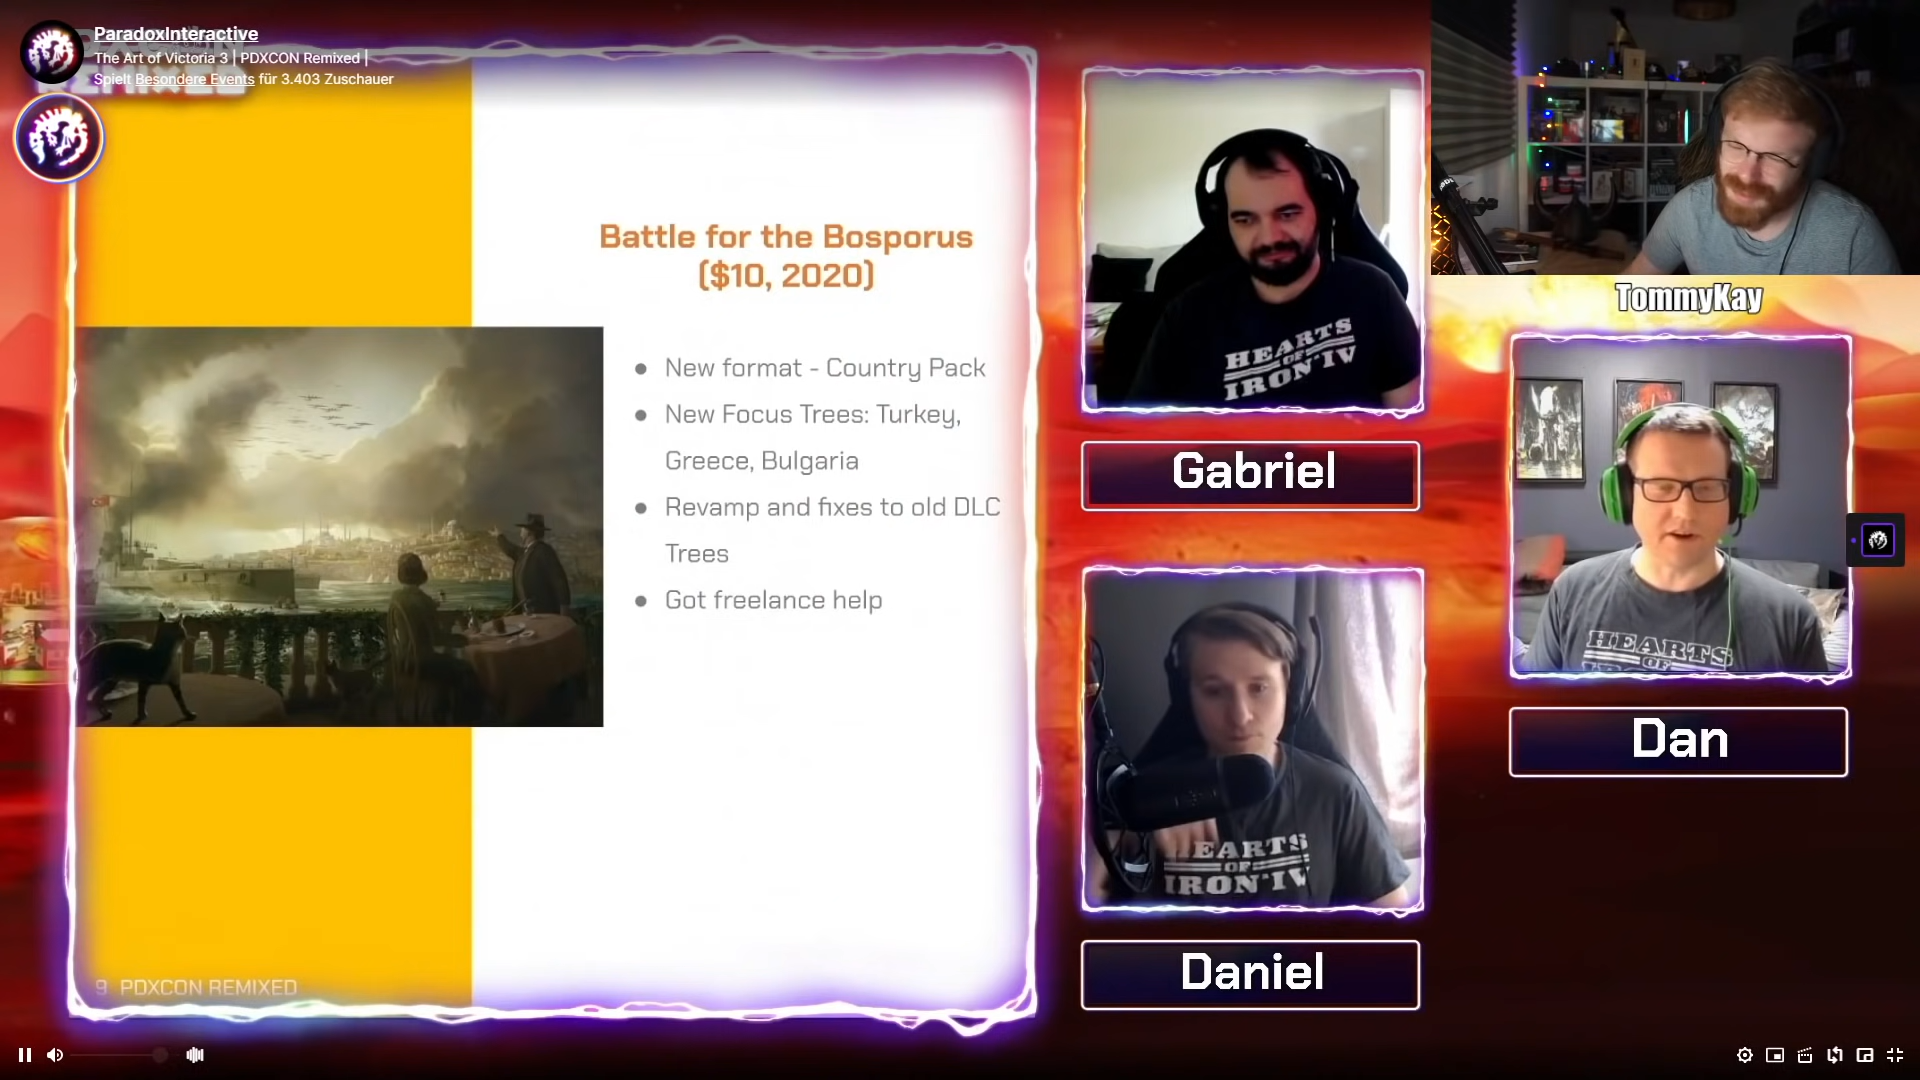 ParadoxInteractive
The Art of Victoria 3 | PDXCON Remixed |
Spielt Besondere Events für 3.403 Zuschauer
Battle for the Bosporus
($10, 2020)
● New format - Country Pack
● New Focus Trees: Turkey,
Greece, Bulgaria
● Revamp and fixes to old DLC
Trees
● Got freelance help
9 PDXCON REMIXED
HEARTS
OF
IRON IV
Gabriel
TommyKay
HEARTS
OF
Dan
HEARTS
OF
IRON IV
Daniel